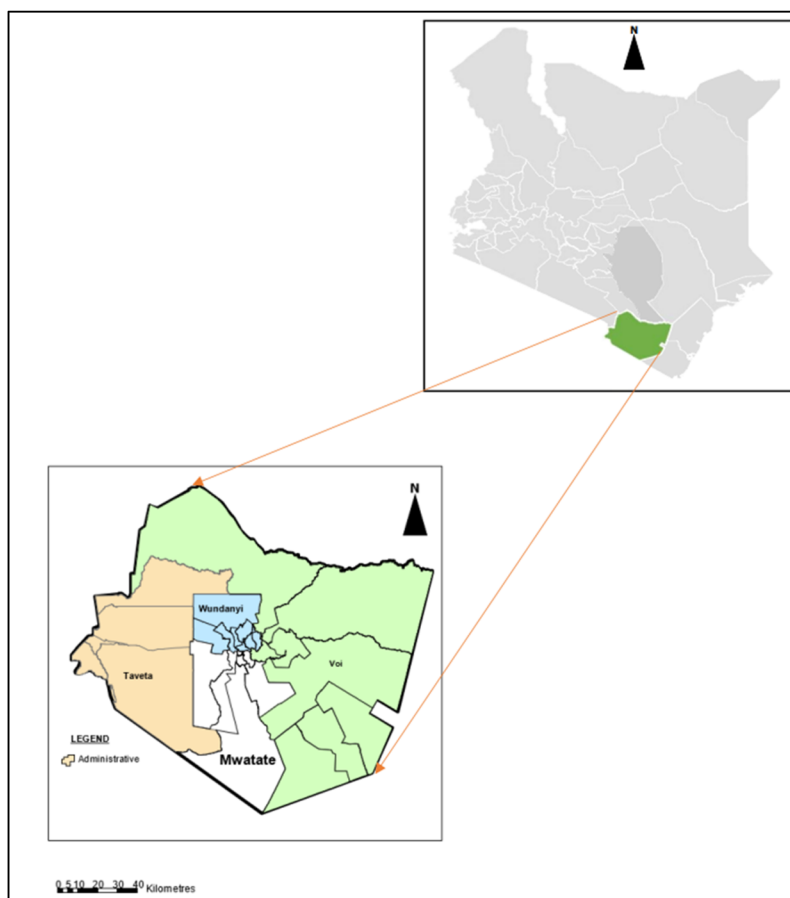 N
N
Wundanyi
Voi
Taveta
LEGEND
Administrative
Mwatate
0 5 10 20 30 40 Kilometres